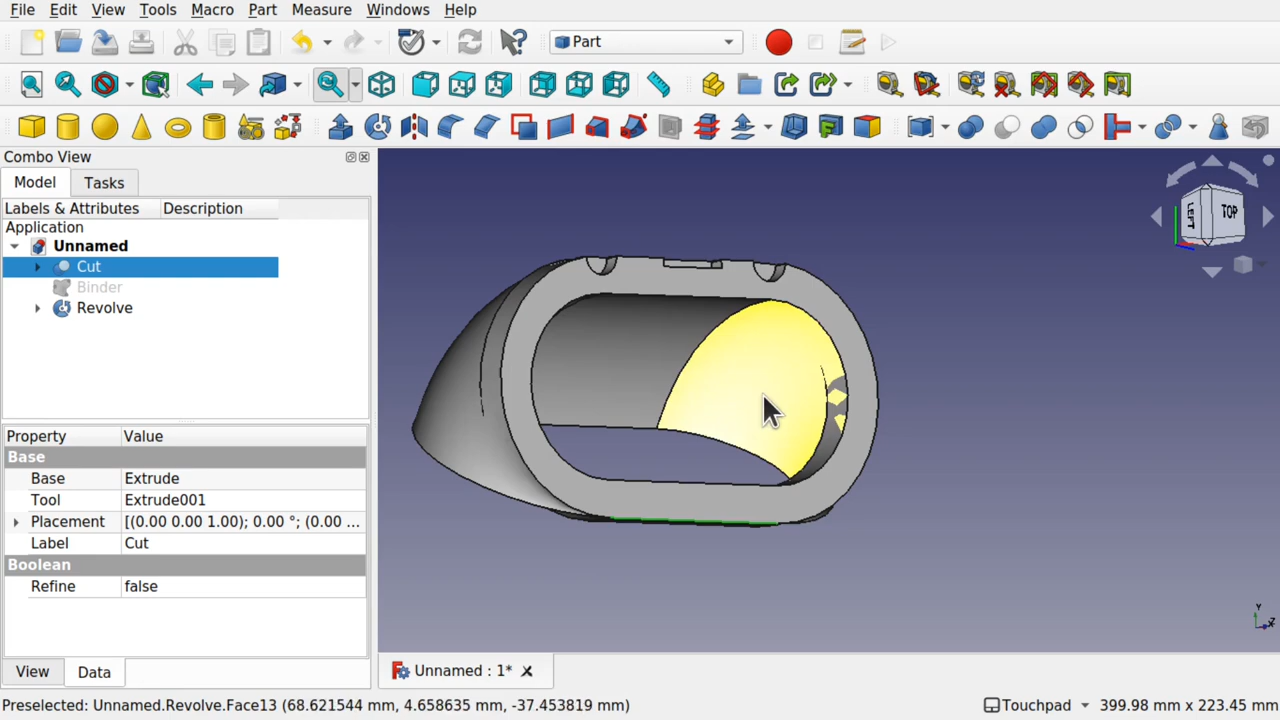 File Edit View Tools Macro Part Measure Windows Help
Part
Combo View
Model Tasks
Labels & Attributes Description
Application
Unnamed
Cut
Binder
Revolve
Property Value
Base
Base Extrude
Tool Extrude001
Placement [(0.00 0.00 1.00); 0.00 °; (0.00 ...
Label Cut
Boolean
Refine false
View Data
LEFT TOP
Y
Unnamed : 1*
Preselected: Unnamed.Revolve.Face13 (68.621544 mm, 4.658635 mm, -37.453819 mm)
Touchpad 399.98 mm x 223.45 mm